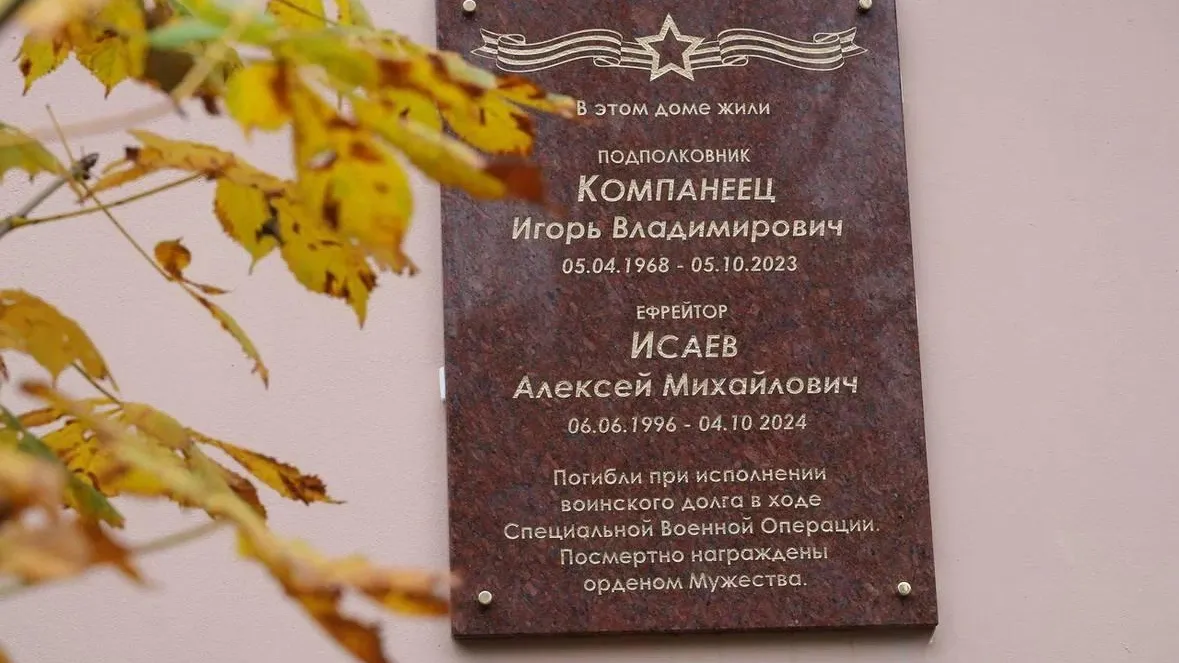 В этом доме жили
ПОДПОЛКОВНИК
КОМПАНЕЕЦ
Игорь Владимирович
05.04.1968 - 05.10.2023
ЕФРЕЙТОР
ИСАЕВ
Алексей Михайлович
06.06.1996 - 04.10 2024
Погибли при исполнении
воинского долга в ходе
Специальной Военной Операции.
Посмертно награждены
орденом Мужества.